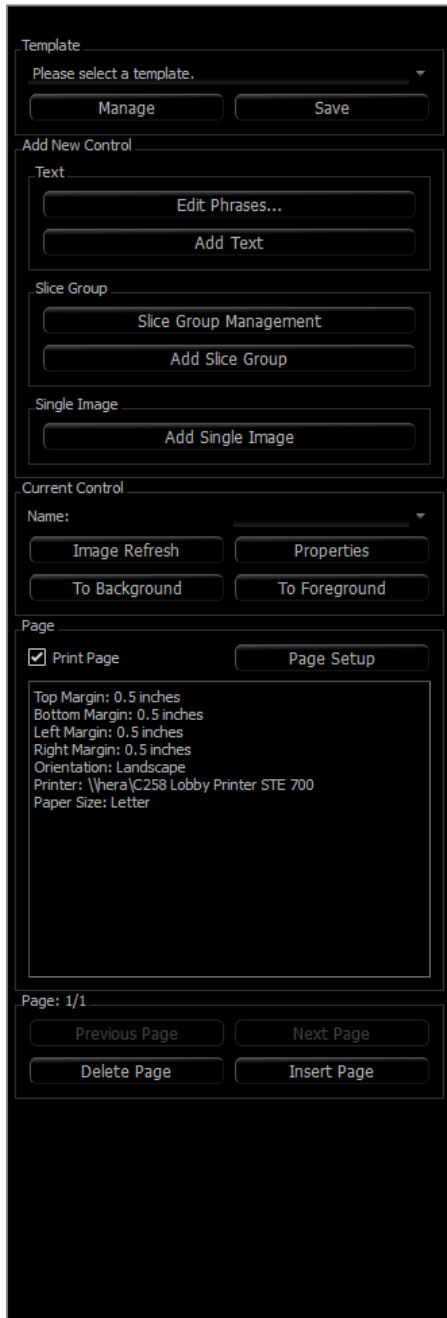 Template
Please select a template.
Manage Save
Add New Control
Text
Edit Phrases...
Add Text
Slice Group
Slice Group Management
Add Slice Group
Single Image
Add Single Image
Current Control
Name:
Image Refresh Properties
To Background To Foreground
Page
Print Page Page Setup
Top Margin: 0.5 inches
Bottom Margin: 0.5 inches
Left Margin: 0.5 inches
Right Margin: 0.5 inches
Orientation: Landscape
Printer: \\hera\C258 Lobby Printer STE 700
Paper Size: Letter
Page: 1/1
Previous Page Next Page
Delete Page Insert Page